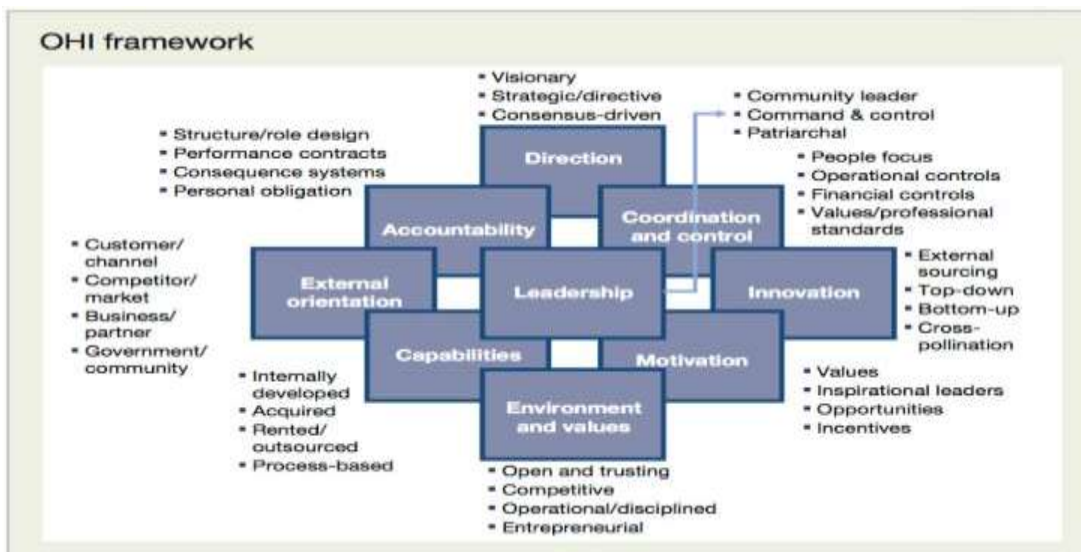 OHI framework
▪ Visionary
▪ Strategic/directive
▪ Consensus-driven
▪ Community leader
▪ Command & control
▪ Patriarchal
▪ Structure/role design
▪ Performance contracts
▪ Consequence systems
▪ Personal obligation
Direction
▪ People focus
▪ Operational controls
▪ Financial controls
▪ Values/professional
standards
Accountability
Coordination
and control
▪ Customer/
channel
▪ Competitor/
market
▪ Business/
partner
▪ Government/
community
External
orientation
Leadership
Innovation
▪ External
sourcing
▪ Top-down
▪ Bottom-up
▪ Cross-
pollination
Capabilities
Motivation
▪ Internally
developed
▪ Acquired
▪ Rented/
outsourced
▪ Process-based
Environment
and values
▪ Values
▪ Inspirational leaders
▪ Opportunities
▪ Incentives
▪ Open and trusting
▪ Competitive
▪ Operational/disciplined
▪ Entrepreneurial